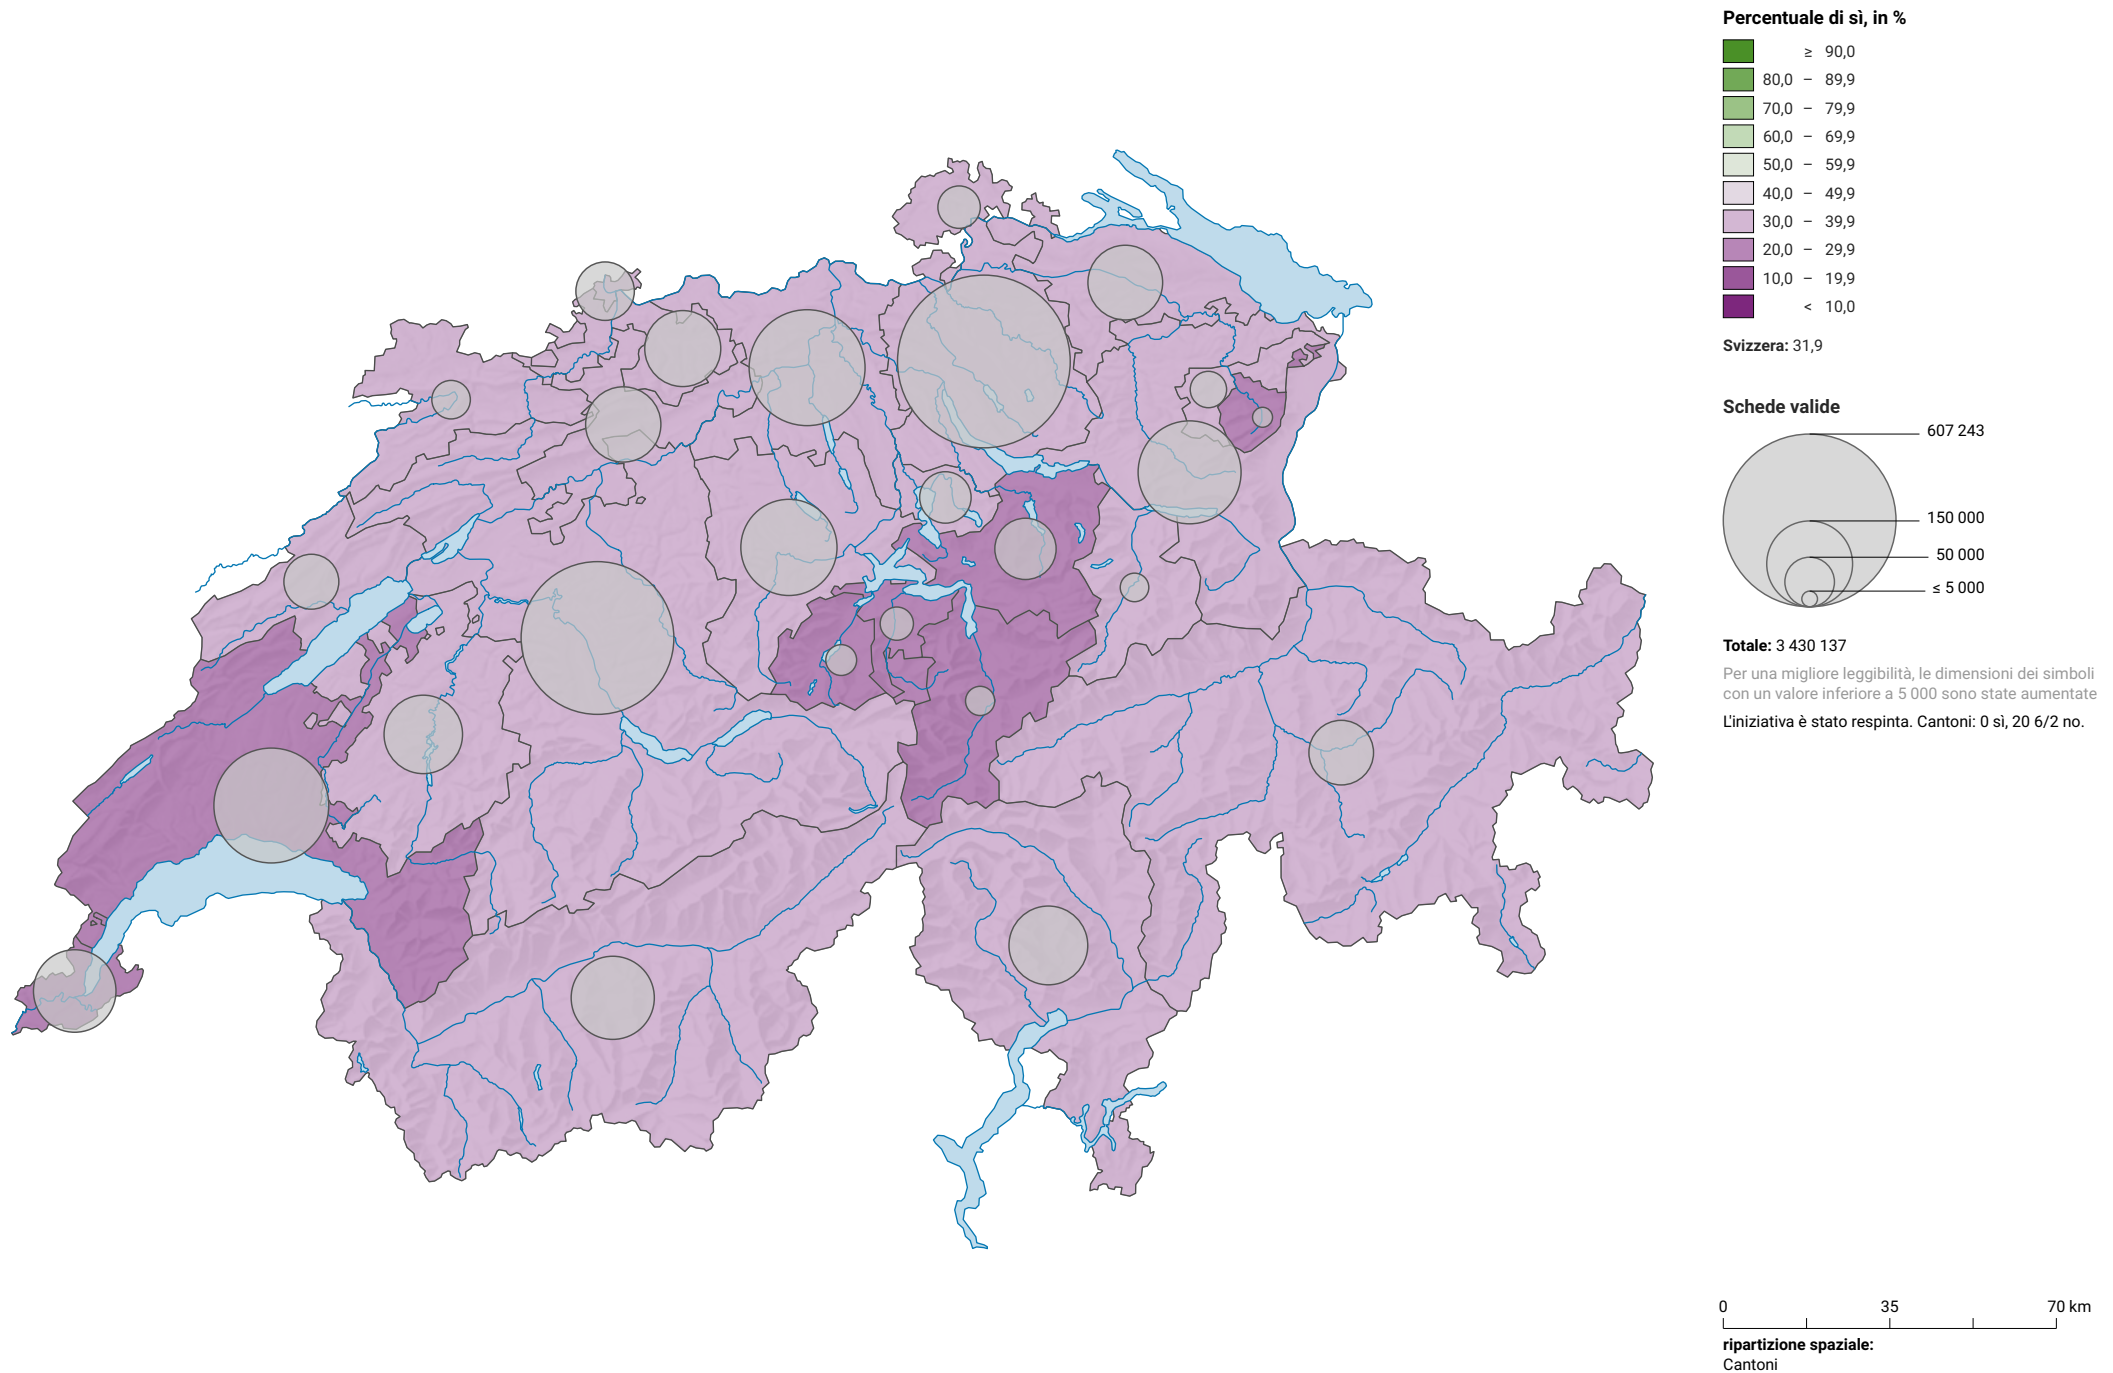 Percentuale di sì, in %
≥ 90,0
80,0 – 89,9
70,0 – 79,9
60,0 – 69,9
50,0 – 59,9
40,0 – 49,9
30,0 – 39,9
20,0 – 29,9
10,0 – 19,9
< 10,0
Svizzera: 31,9
Schede valide
607 243
150 000
50 000
≤ 5 000
Totale: 3 430 137
Per una migliore leggibilità, le dimensioni dei simboli
con un valore inferiore a 5 000 sono state aumentate
L'iniziativa è stato respinta. Cantoni: 0 sì, 20 6/2 no.
0 35 70 km
ripartizione spaziale:
Cantoni